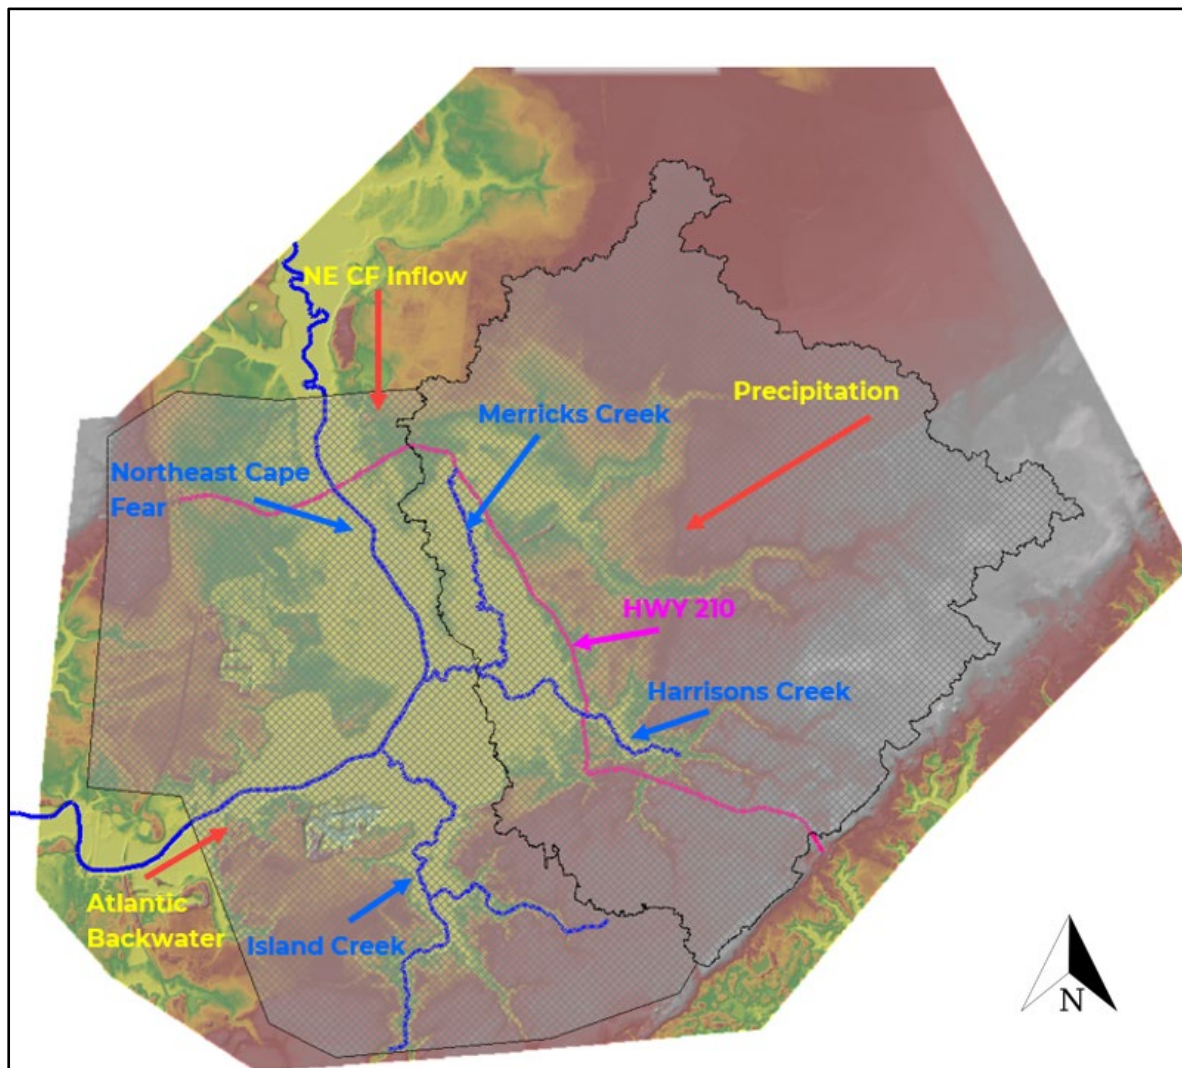 NE CF Inflow
Precipitation
Merricks Creek
Northeast Cape
Fear
HWY 210
Harrisons Creek
Atlantic
Backwater
Island Creek
N